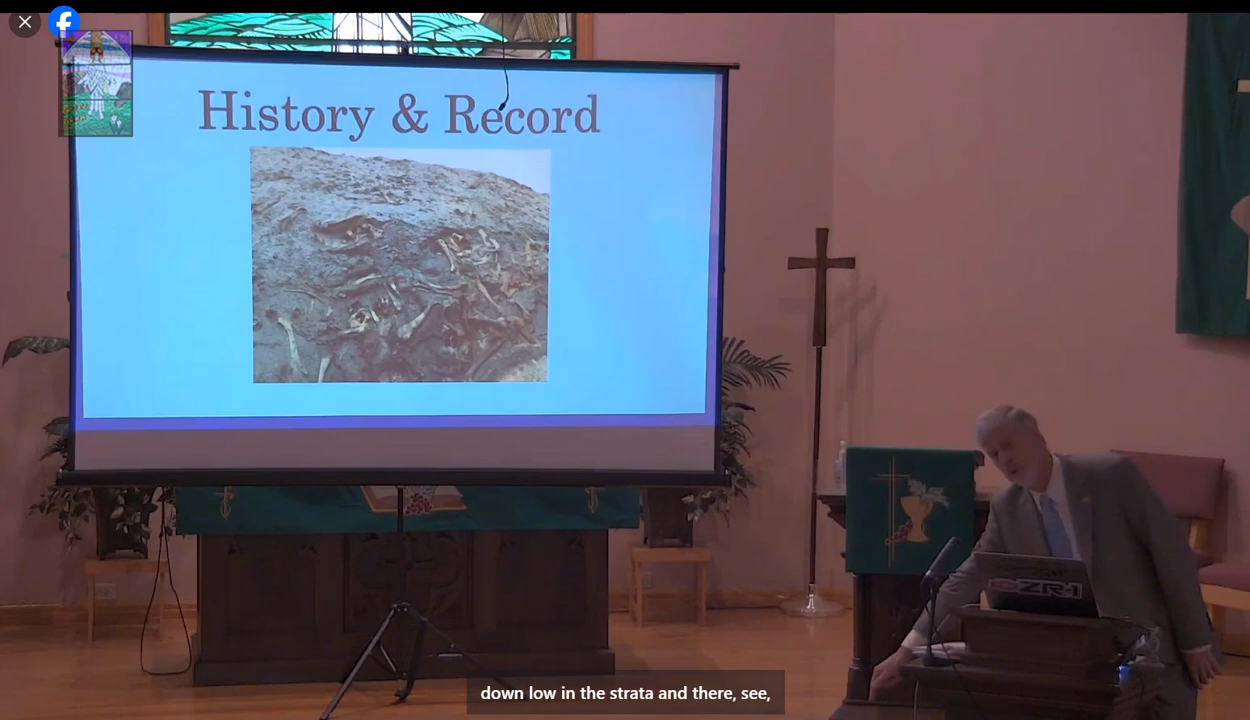 History & Record
ZR-1
down low in the strata and there, see,